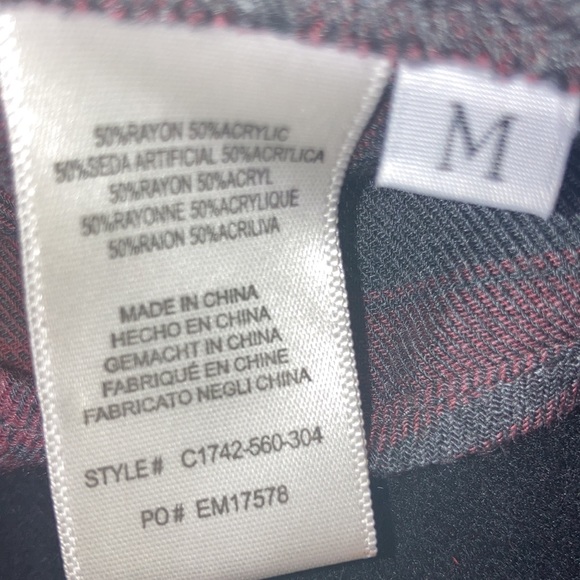 50%RAYON 50%ACRYLIC
50%SEDA ARTIFICIAL 50%ACRITLICA
50%RAYON 50%ACRYL
50%RAYONNE 50%ACRYLIQUE
50%RAION 50%ACRILIVA
MADE IN CHINA
HECHO EN CHINA
GEMACHT IN CHINA
FABRIQUÉ EN CHINE
FABRICATO NEGLI CHINA
STYLE# C1742-560-304
PO# EM17578
M